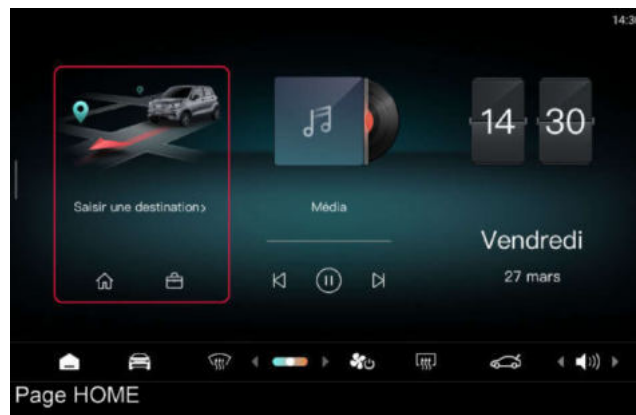 14:30
Saisir une destination>
Média
14 30
Vendredi
27 mars
Page HOME